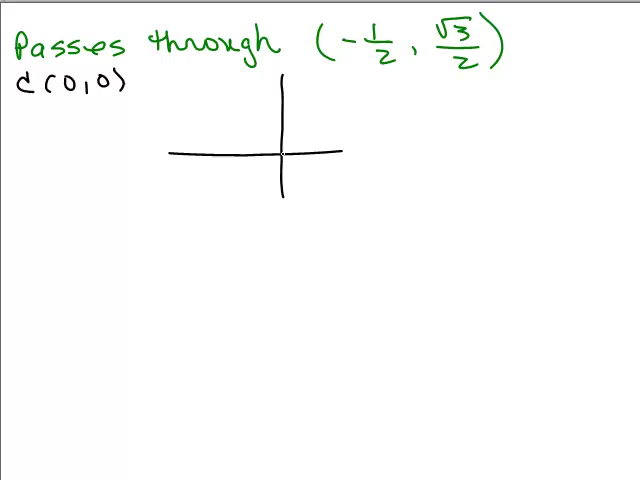 Passes through (-1/2, √3/2)
C(0,0)